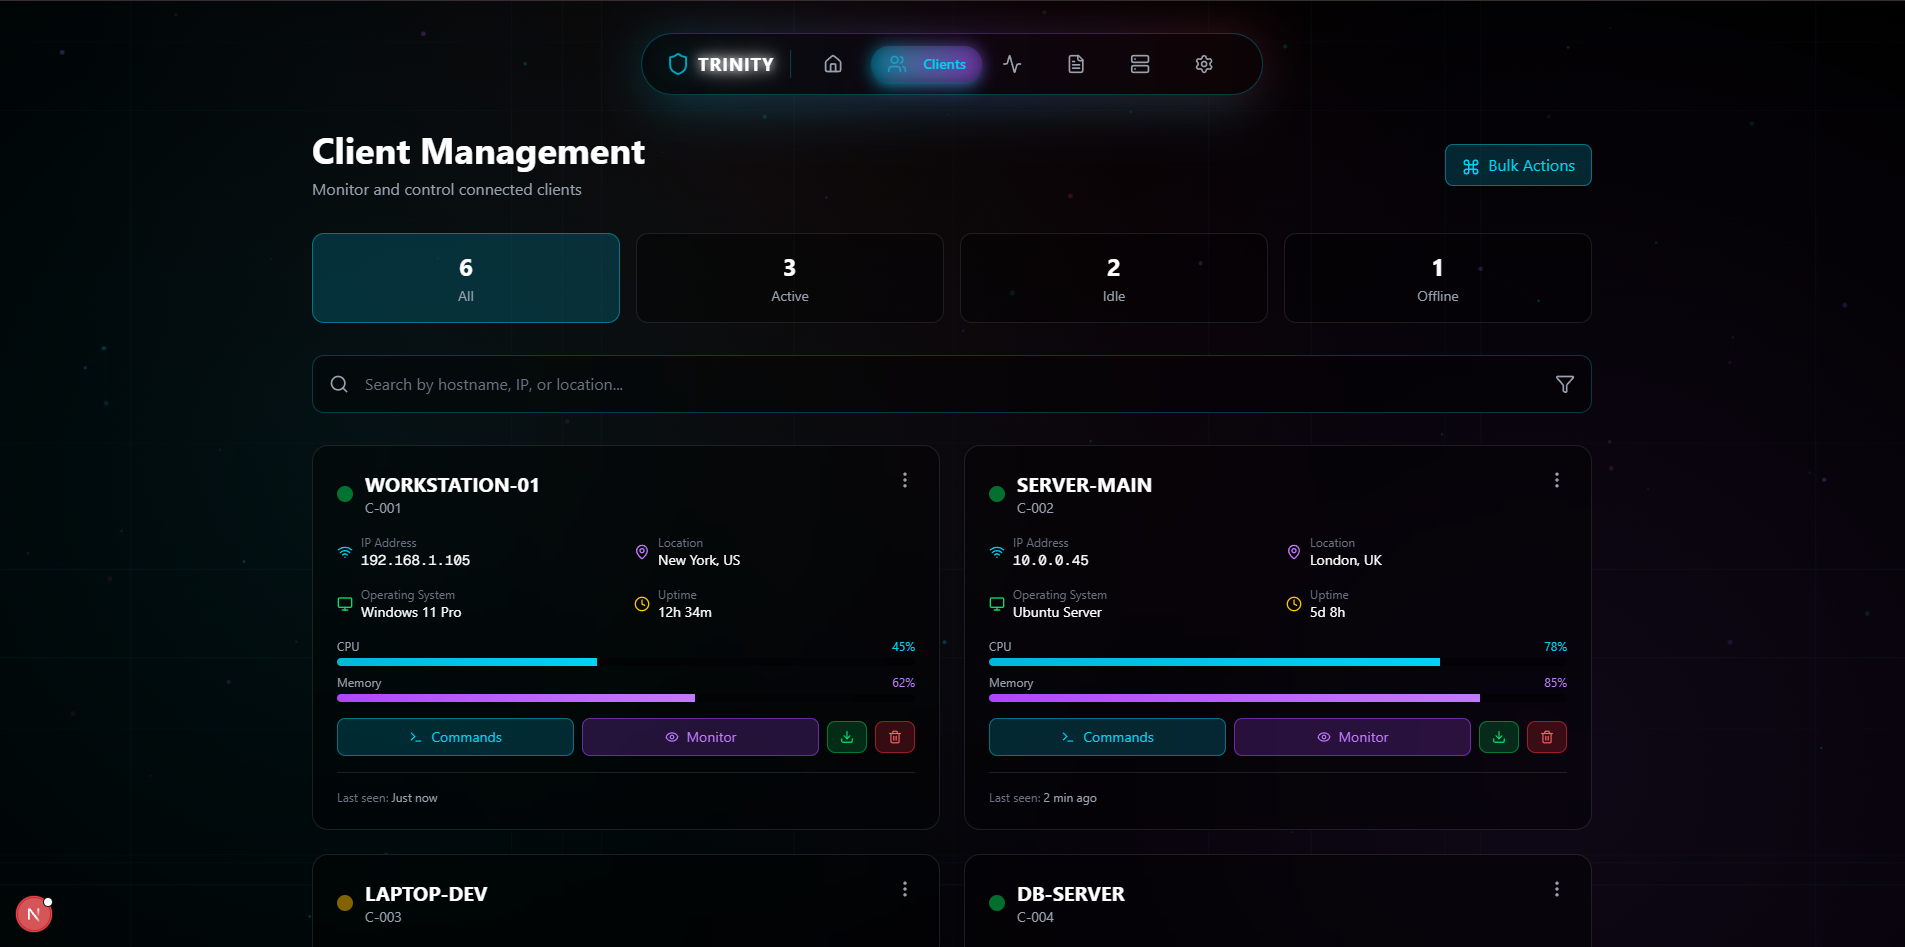 TRINITY
Clients
Client Management
Monitor and control connected clients
Bulk Actions
6
All
3
Active
2
Idle
1
Offline
Search by hostname, IP, or location...
WORKSTATION-01
C-001
IP Address
192.168.1.105
Location
New York, US
Operating System
Windows 11 Pro
Uptime
12h 34m
CPU
45%
Memory
62%
Commands
Monitor
Last seen: Just now
SERVER-MAIN
C-002
IP Address
10.0.0.45
Location
London, UK
Operating System
Ubuntu Server
Uptime
5d 8h
CPU
78%
Memory
85%
Commands
Monitor
Last seen: 2 min ago
LAPTOP-DEV
C-003
DB-SERVER
C-004
N